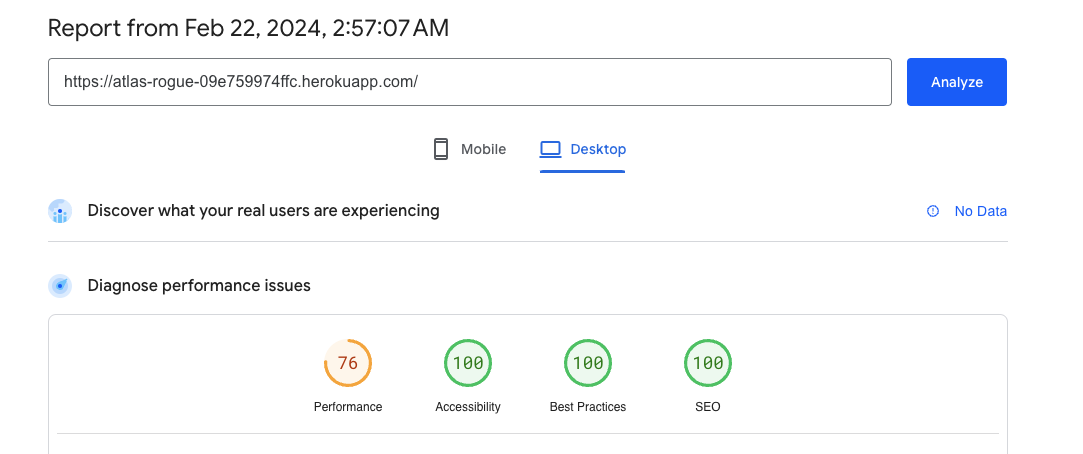 Report from Feb 22, 2024, 2:57:07 AM
https://atlas-rogue-09e759974ffc.herokuapp.com/
Analyze
Mobile
Desktop
Discover what your real users are experiencing
No Data
Diagnose performance issues
76
100
100
100
Performance
Accessibility
Best Practices
SEO